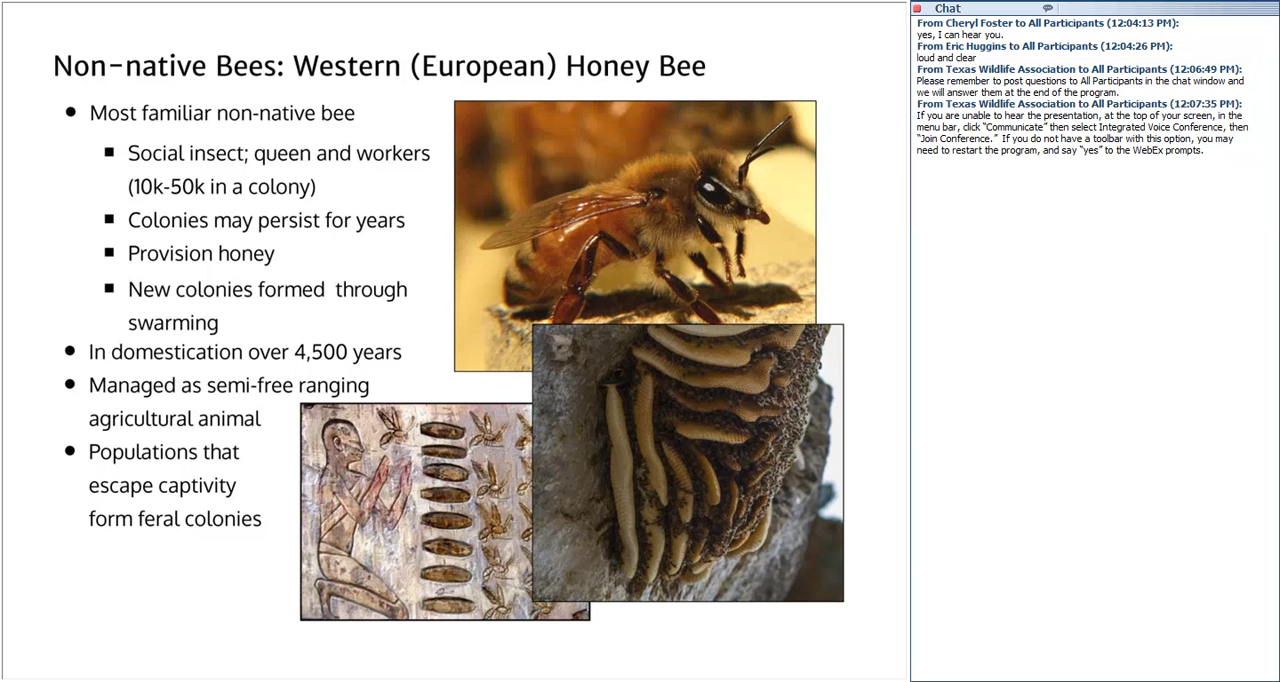 Non-native Bees: Western (European) Honey Bee
● Most familiar non-native bee
■ Social insect; queen and workers
(10k-50k in a colony)
■ Colonies may persist for years
■ Provision honey
■ New colonies formed through
swarming
● In domestication over 4,500 years
● Managed as semi-free ranging
agricultural animal
● Populations that
escape captivity
form feral colonies
Chat
From Cheryl Foster to All Participants (12:04:13 PM):
yes, I can hear you.
From Eric Huggins to All Participants (12:04:26 PM):
loud and clear
From Texas Wildlife Association to All Participants (12:06:49 PM):
Please remember to post questions to All Participants in the chat window and
we will answer them at the end of the program.
From Texas Wildlife Association to All Participants (12:07:35 PM):
If you are unable to hear the presentation, at the top of your screen, in the
menu bar, click “Communicate” then select Integrated Voice Conference, then
“Join Conference.” If you do not have a toolbar with this option, you may
need to restart the program, and say “yes” to the WebEx prompts.